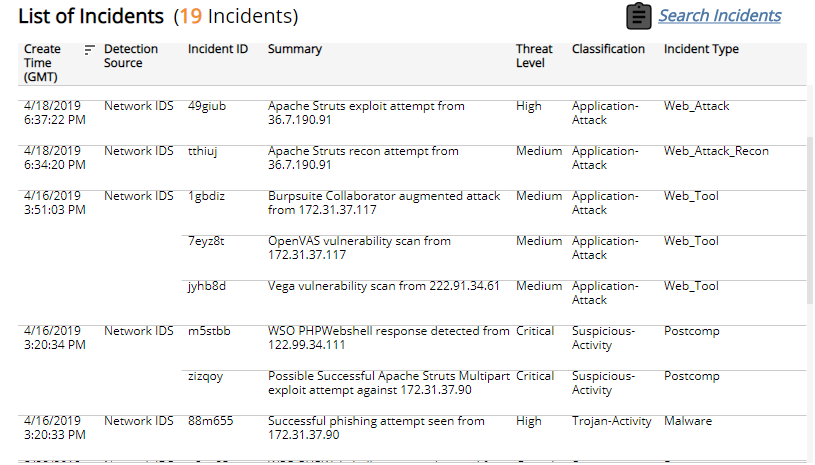 List of Incidents (19 Incidents)
Search Incidents
Create Time (GMT) Detection Source Incident ID Summary Threat Level Classification Incident Type
4/18/2019 Network IDS 49giub Apache Struts exploit attempt from High Application- Web_Attack
6:37:22 PM 36.7.190.91 Attack
4/18/2019 Network IDS tthiuj Apache Struts recon attempt from Medium Application- Web_Attack_Recon
6:34:20 PM 36.7.190.91 Attack
4/16/2019 Network IDS 1gbdiz Burpsuite Collaborator augmented attack Medium Application- Web_Tool
3:51:03 PM from 172.31.37.117 Attack
7eyz8t OpenVAS vulnerability scan from Medium Application- Web_Tool
172.31.37.117 Attack
jyhb8d Vega vulnerability scan from 222.91.34.61 Medium Application- Web_Tool
Attack
4/16/2019 Network IDS m5stbb WSO PHPWebshell response detected from Critical Suspicious- Postcomp
3:20:34 PM 122.99.34.111 Activity
zizqoy Possible Successful Apache Struts Multipart Critical Suspicious- Postcomp
exploit attempt against 172.31.37.90 Activity
4/16/2019 Network IDS 88m655 Successful phishing attempt seen from High Trojan-Activity Malware
3:20:33 PM 172.31.37.90